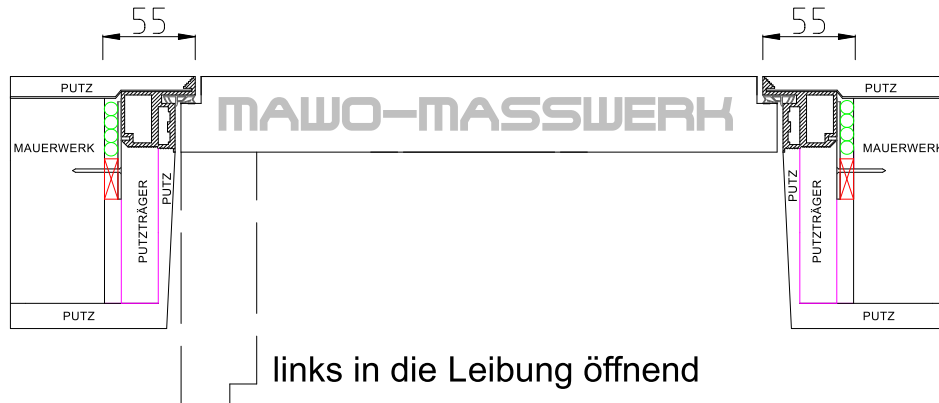 55 55
PUTZ PUTZ
MAWO-MASSWERK
MAUERWERK MAUERWERK
PUTZTRÄGER PUTZ PUTZ PUTZTRÄGER
PUTZ PUTZ
links in die Leibung öffnend